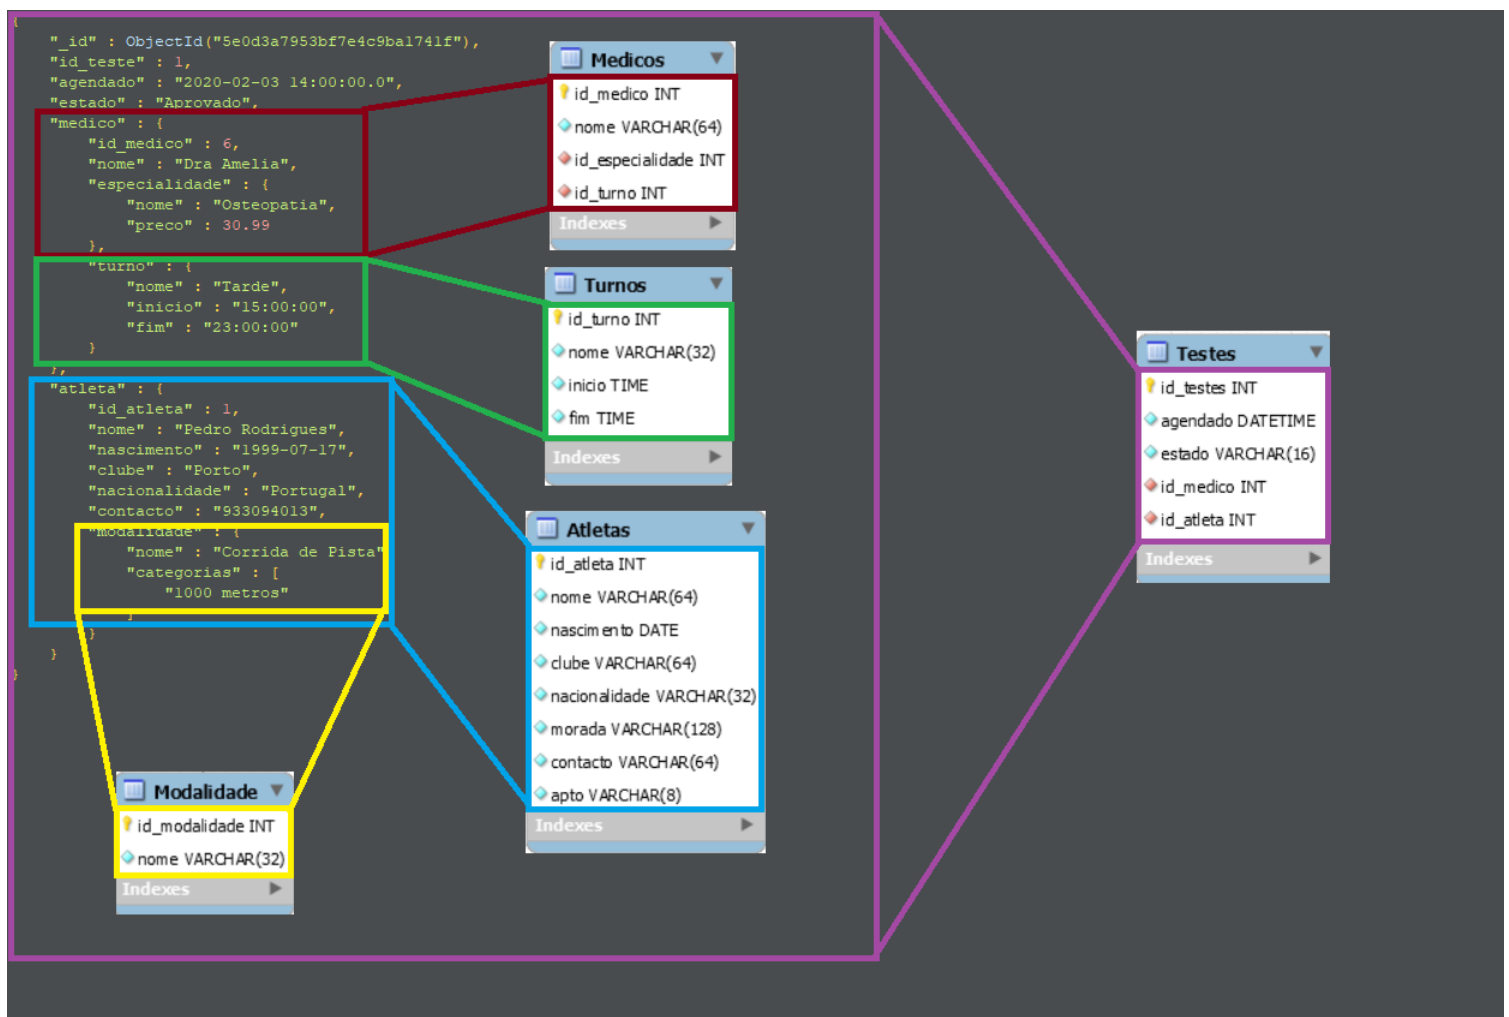 {
"_id" : ObjectId("5e0d3a7953bf7e4c9ba1741f"),
"id_teste" : 1,
"agendado" : "2020-02-03 14:00:00.0",
"estado" : "Aprovado",
"medico" : {
"id_medico" : 6,
"nome" : "Dra Amelia",
"especialidade" : {
"nome" : "Osteopatia",
"preco" : 30.99
},
"turno" : {
"nome" : "Tarde",
"inicio" : "15:00:00",
"fim" : "23:00:00"
}
},
"atleta" : {
"id_atleta" : 1,
"nome" : "Pedro Rodrigues",
"nascimento" : "1999-07-17",
"clube" : "Porto",
"nacionalidade" : "Portugal",
"contacto" : "933094013",
"modalidade" : {
"nome" : "Corrida de Pista"
"categorias" : [
"1000 metros"
]
}
}
}
Medicos
id_medico INT
nome VARCHAR(64)
id_especialidade INT
id_turno INT
Indexes
Turnos
id_turno INT
nome VARCHAR(32)
inicio TIME
fim TIME
Indexes
Atletas
id_atleta INT
nome VARCHAR(64)
nascimento DATE
clube VARCHAR(64)
nacionalidade VARCHAR(32)
morada VARCHAR(128)
contacto VARCHAR(64)
apto VARCHAR(8)
Indexes
Modalidade
id_modalidade INT
nome VARCHAR(32)
Indexes
Testes
id_testes INT
agendado DATETIME
estado VARCHAR(16)
id_medico INT
id_atleta INT
Indexes